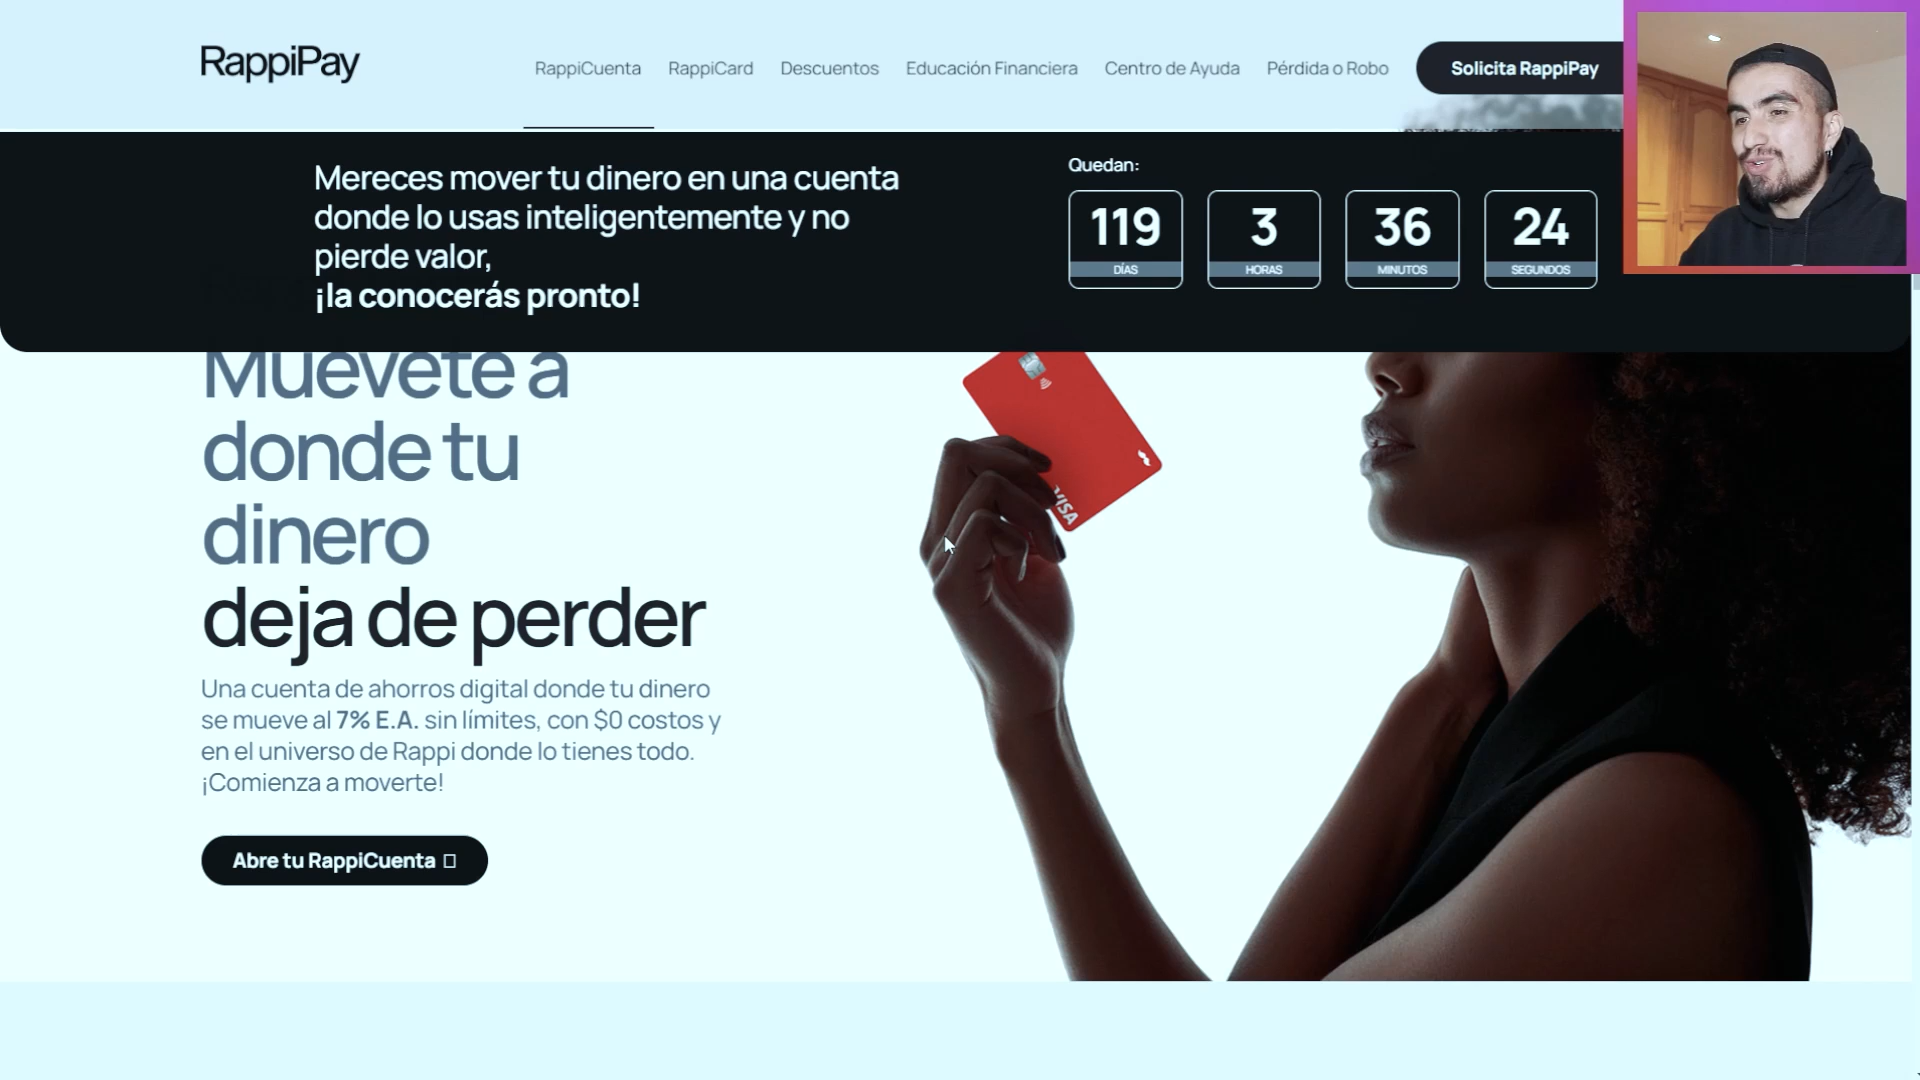 RappiPay
RappiCuenta
RappiCard
Descuentos
Educación Financiera
Centro de Ayuda
Pérdida o Robo
Solicita RappiPay
Mereces mover tu dinero en una cuenta
donde lo usas inteligentemente y no
pierde valor,
¡la conocerás pronto!
Quedan:
119
DÍAS
3
HORAS
36
MINUTOS
24
SEGUNDOS
Muévete a
donde tu
dinero
deja de perder
Una cuenta de ahorros digital donde tu dinero
se mueve al 7% E.A. sin límites, con $0 costos y
en el universo de Rappi donde lo tienes todo.
¡Comienza a moverte!
Abre tu RappiCuenta
VISA